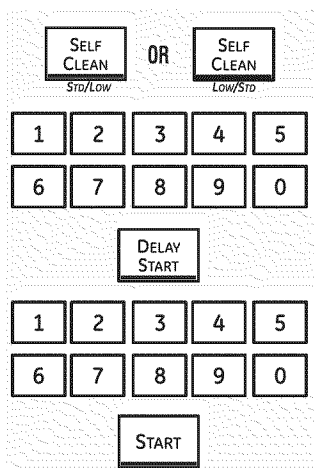 SELF CLEAN OR SELF CLEAN
STD/LOW LOW/STD
1 2 3 4 5
6 7 8 9 0
DELAY
START
1 2 3 4 5
6 7 8 9 0
START